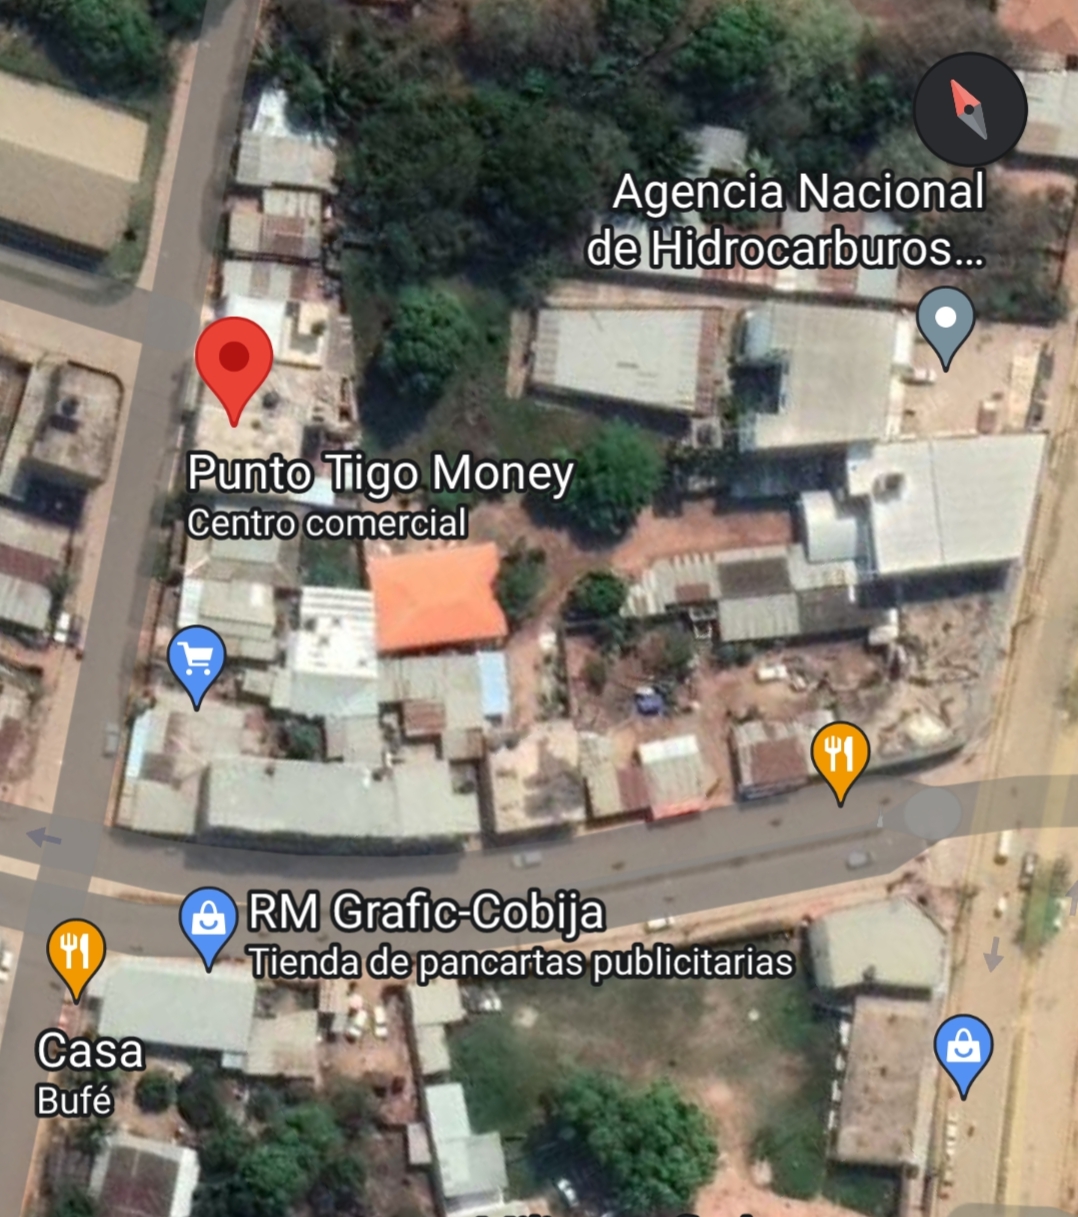 Agencia Nacional
de Hidrocarburos...
Punto Tigo Money
Centro comercial
RM Grafic-Cobija
Tienda de pancartas publicitarias
Casa
Bufé